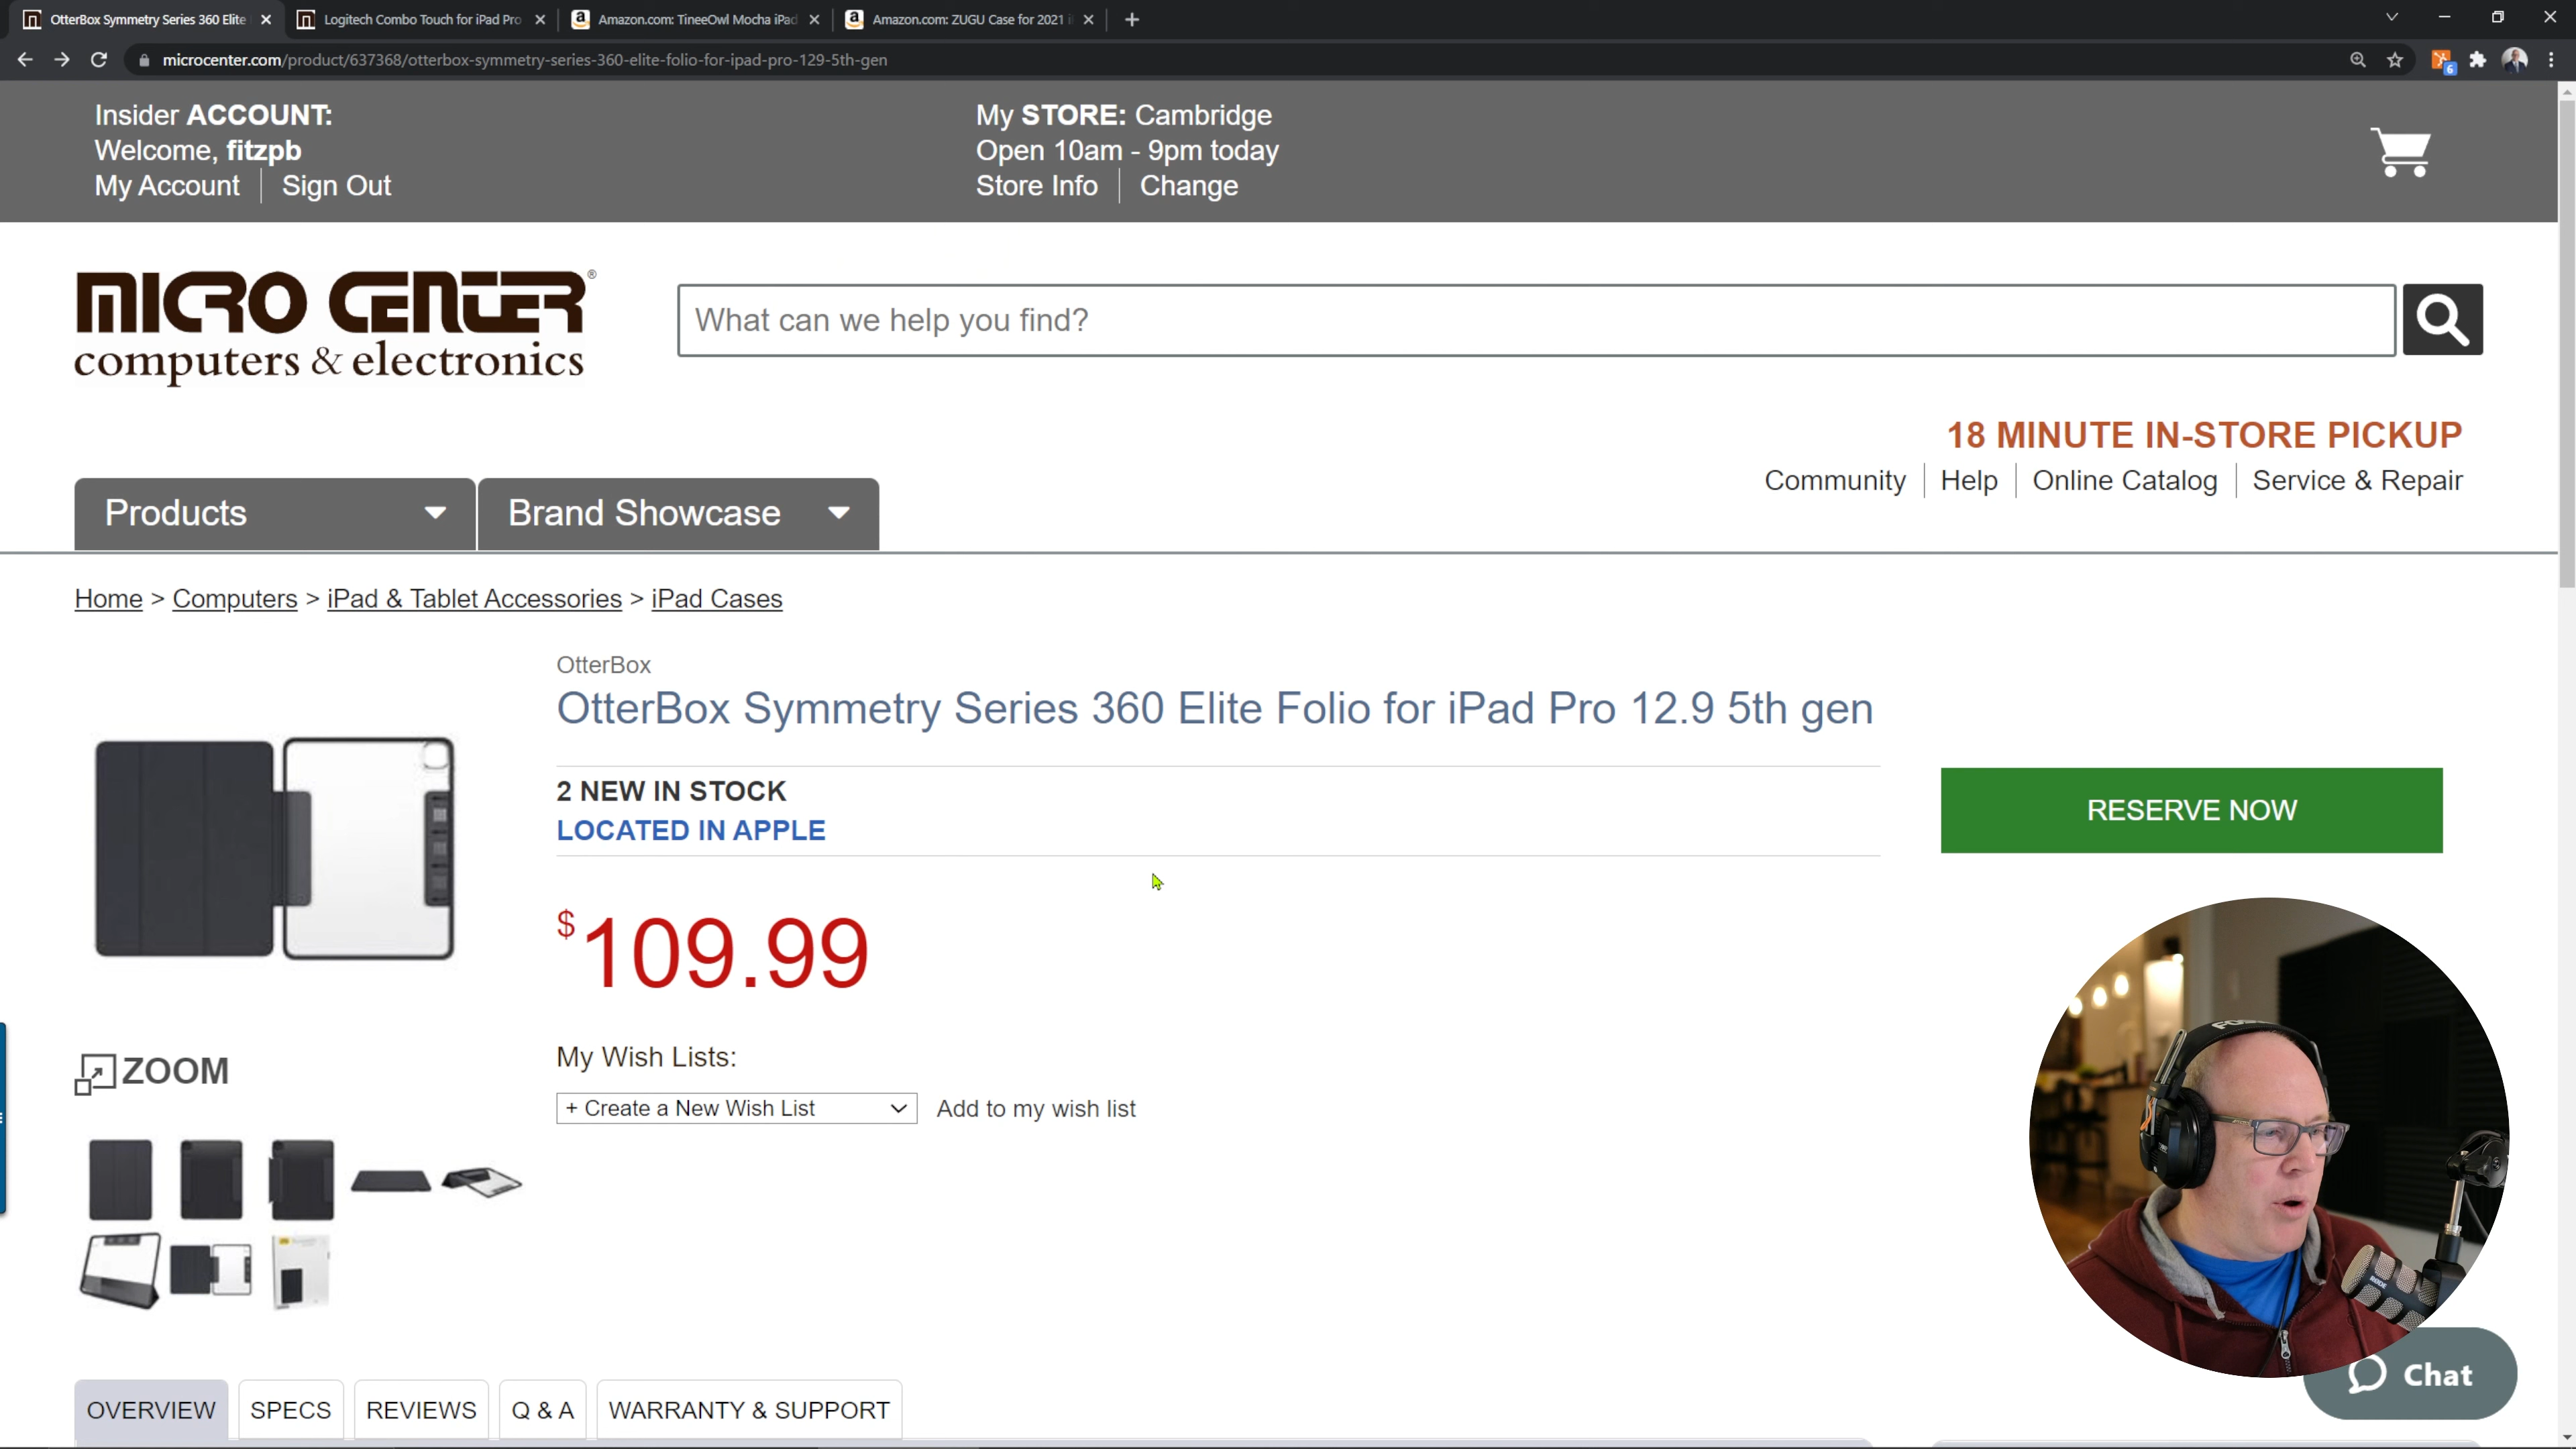 OtterBox Symmetry Series 360 Elite
Logitech Combo Touch for iPad Pro
Amazon.com: TineeOwl Mocha iPad
Amazon.com: ZUGU Case for 2021 i
microcenter.com/product/637368/otterbox-symmetry-series-360-elite-folio-for-ipad-pro-129-5th-gen
6
Insider ACCOUNT:
Welcome, fitzpb
My Account
Sign Out
My STORE: Cambridge
Open 10am - 9pm today
Store Info
Change
MICRO CENTER®
computers & electronics
What can we help you find?
18 MINUTE IN-STORE PICKUP
Community
Help
Online Catalog
Service & Repair
Products
Brand Showcase
Home > Computers > iPad & Tablet Accessories > iPad Cases
OtterBox
OtterBox Symmetry Series 360 Elite Folio for iPad Pro 12.9 5th gen
2 NEW IN STOCK
LOCATED IN APPLE
RESERVE NOW
$109.99
My Wish Lists:
+ Create a New Wish List
Add to my wish list
ZOOM
RODE
Chat
OVERVIEW
SPECS
REVIEWS
Q & A
WARRANTY & SUPPORT